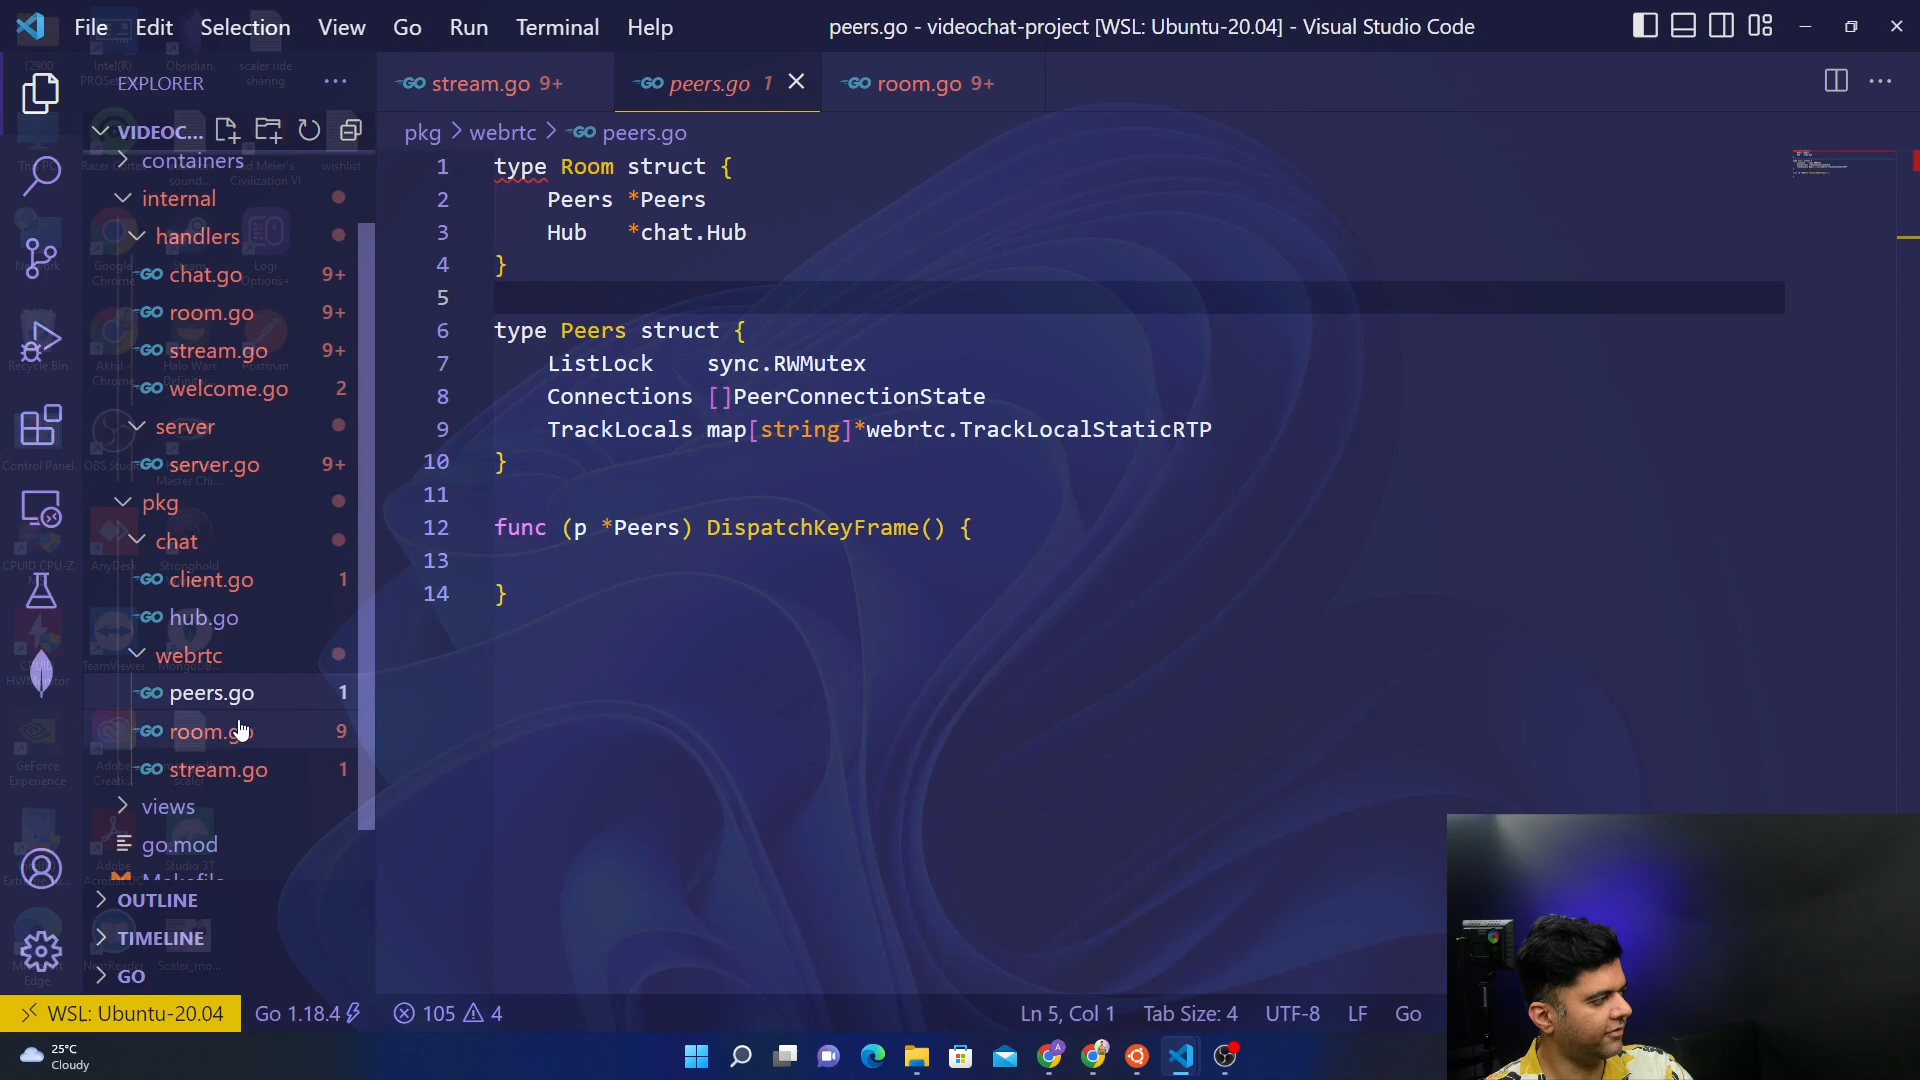 File Edit Selection View Go Run Terminal Help
peers.go - videochat-project [WSL: Ubuntu-20.04] - Visual Studio Code
EXPLORER
stream.go 9+
peers.go 1
room.go 9+
VIDEOC...
pkg > webrtc > peers.go
containers
internal
handlers
chat.go 9+
room.go 9+
stream.go 9+
welcome.go 2
server
server.go 9+
pkg
chat
client.go 1
hub.go
webrtc
peers.go 1
room.go 9
stream.go 1
views
go.mod
Makefile
OUTLINE
TIMELINE
GO
1 type Room struct {
2 Peers *Peers
3 Hub *chat.Hub
4 }
5
6 type Peers struct {
7 ListLock sync.RWMutex
8 Connections []PeerConnectionState
9 TrackLocals map[string]*webrtc.TrackLocalStaticRTP
10 }
11
12 func (p *Peers) DispatchKeyFrame() {
13
14 }
WSL: Ubuntu-20.04 Go 1.18.4 105 4
Ln 5, Col 1 Tab Size: 4 UTF-8 LF Go
25°C
Cloudy